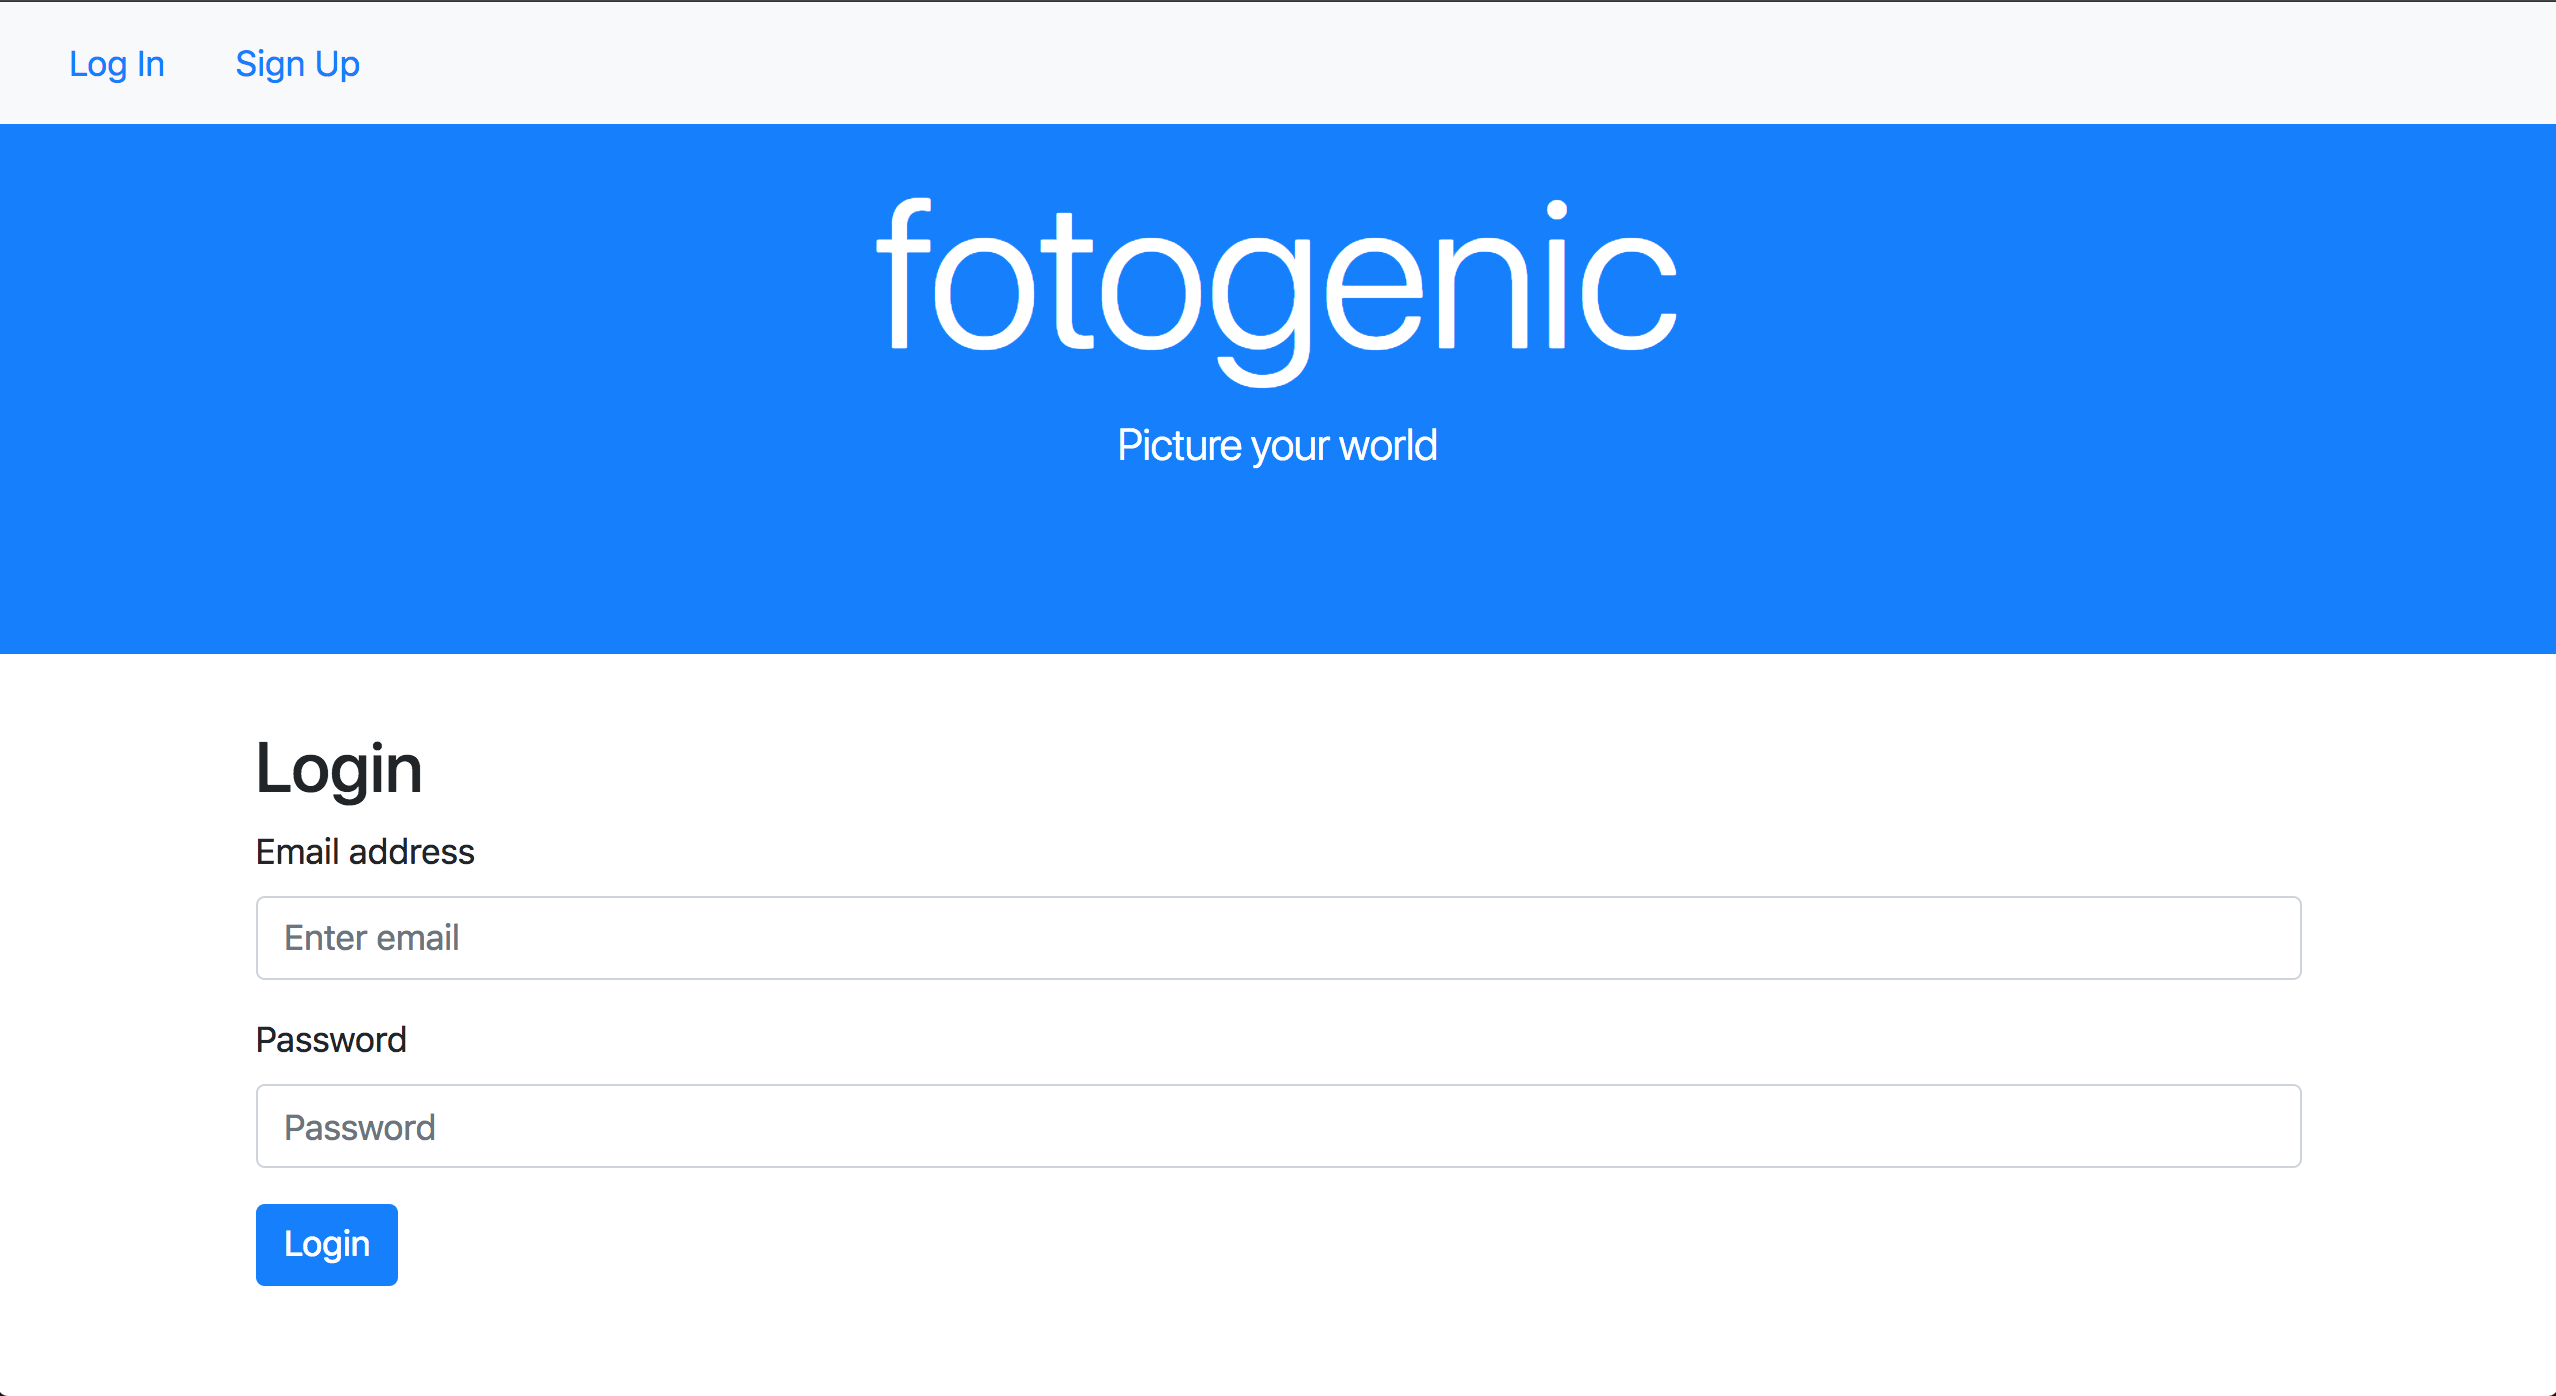 Log In Sign Up
fotogenic
Picture your world
Login
Email address
Enter email
Password
Password
Login